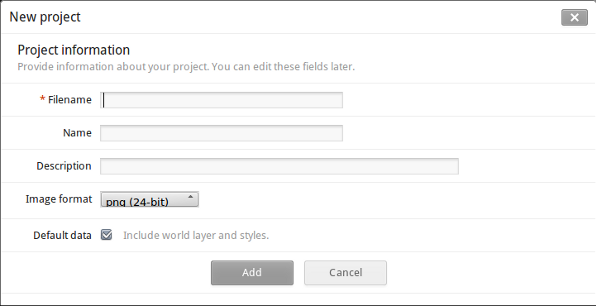 New project
Project information
Provide information about your project. You can edit these fields later.
* Filename
Name
Description
Image format png (24-bit)
Default data Include world layer and styles.
Add Cancel